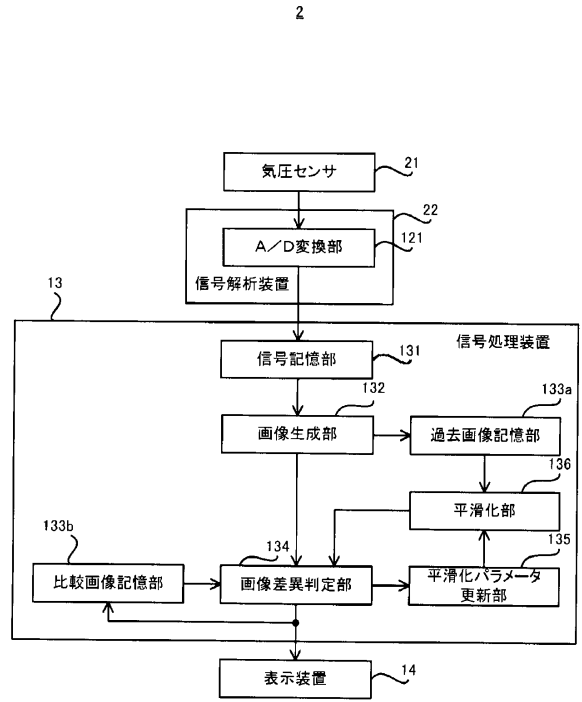 2
気圧センサ
21
22
A/D変換部
121
信号解析装置
13
信号処理装置
信号記憶部
131
132
133a
画像生成部
過去画像記憶部
136
平滑化部
133b
134
135
比較画像記憶部
画像差異判定部
平滑化パラメータ
更新部
表示装置
14